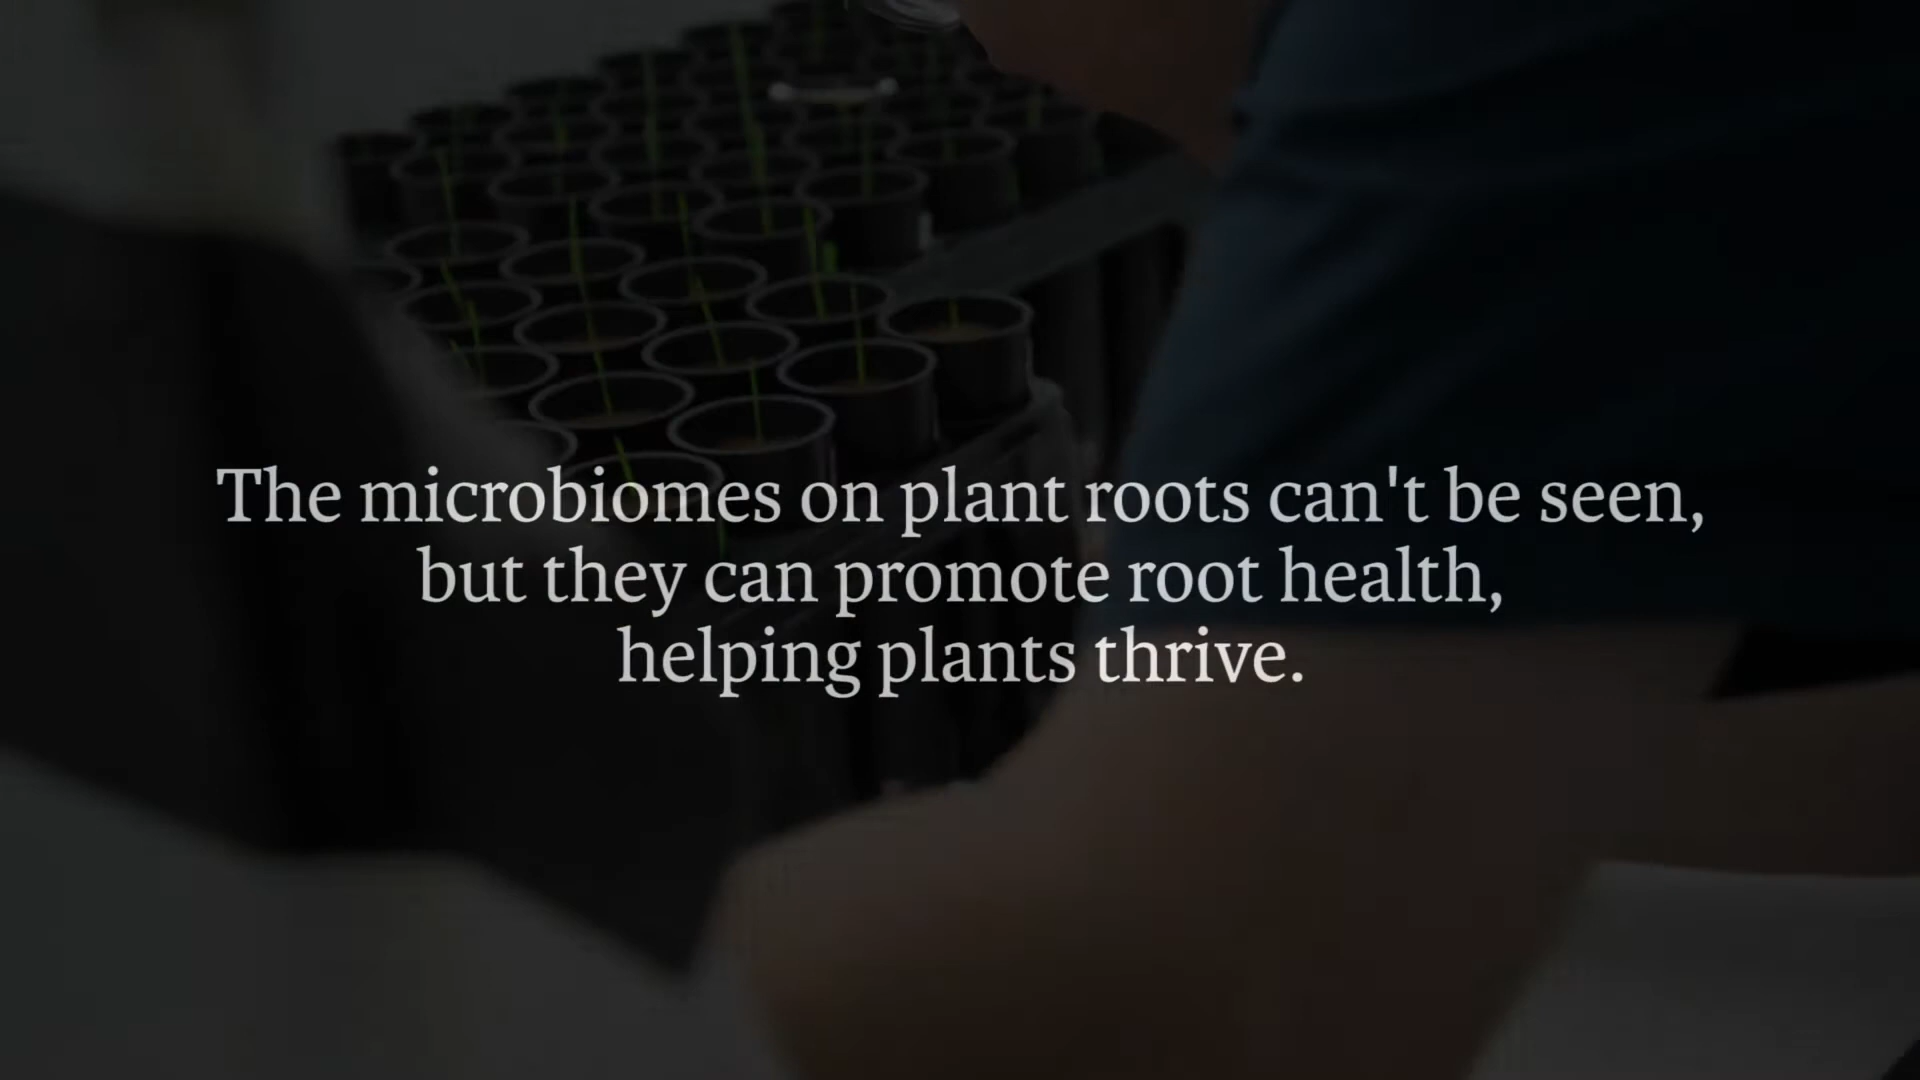 The microbiomes on plant roots can't be seen,
but they can promote root health,
helping plants thrive.